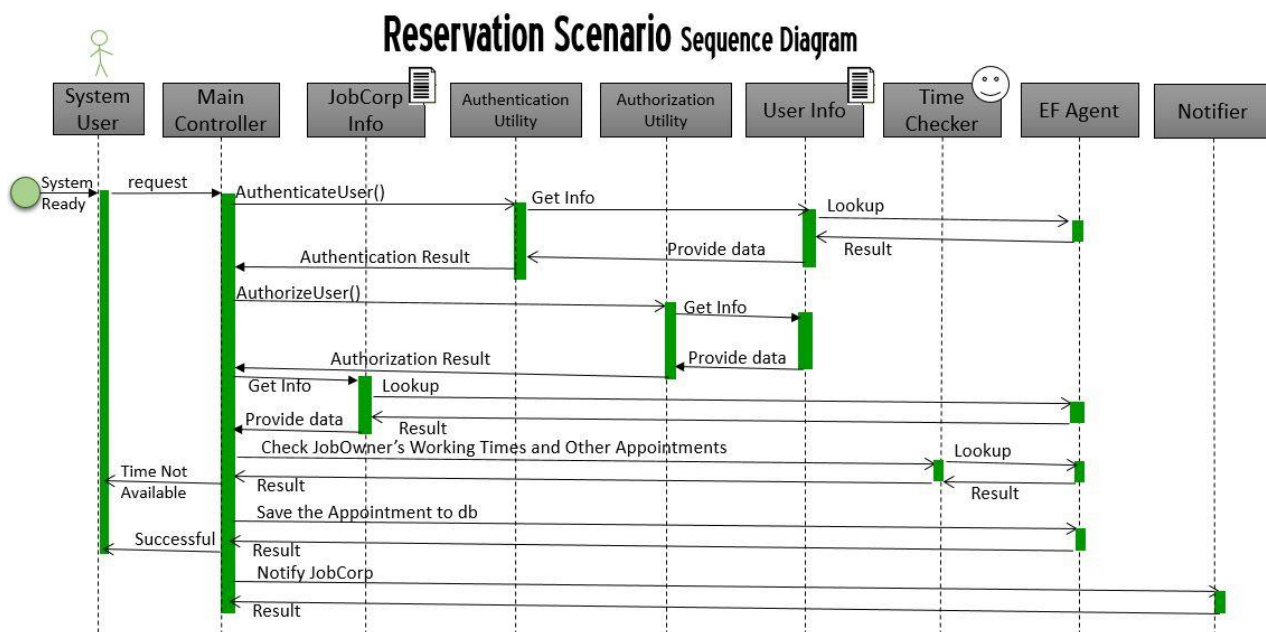 Reservation Scenario Sequence Diagram
System User
Main Controller
JobCorp Info
Authentication Utility
Authorization Utility
User Info
Time Checker
EF Agent
Notifier
System Ready
request
AuthenticateUser()
Get Info
Lookup
Result
Provide data
Authentication Result
AuthorizeUser()
Get Info
Provide data
Authorization Result
Get Info
Lookup
Result
Provide data
Check JobOwner's Working Times and Other Appointments
Lookup
Result
Result
Time Not Available
Save the Appointment to db
Result
Successful
Notify JobCorp
Result